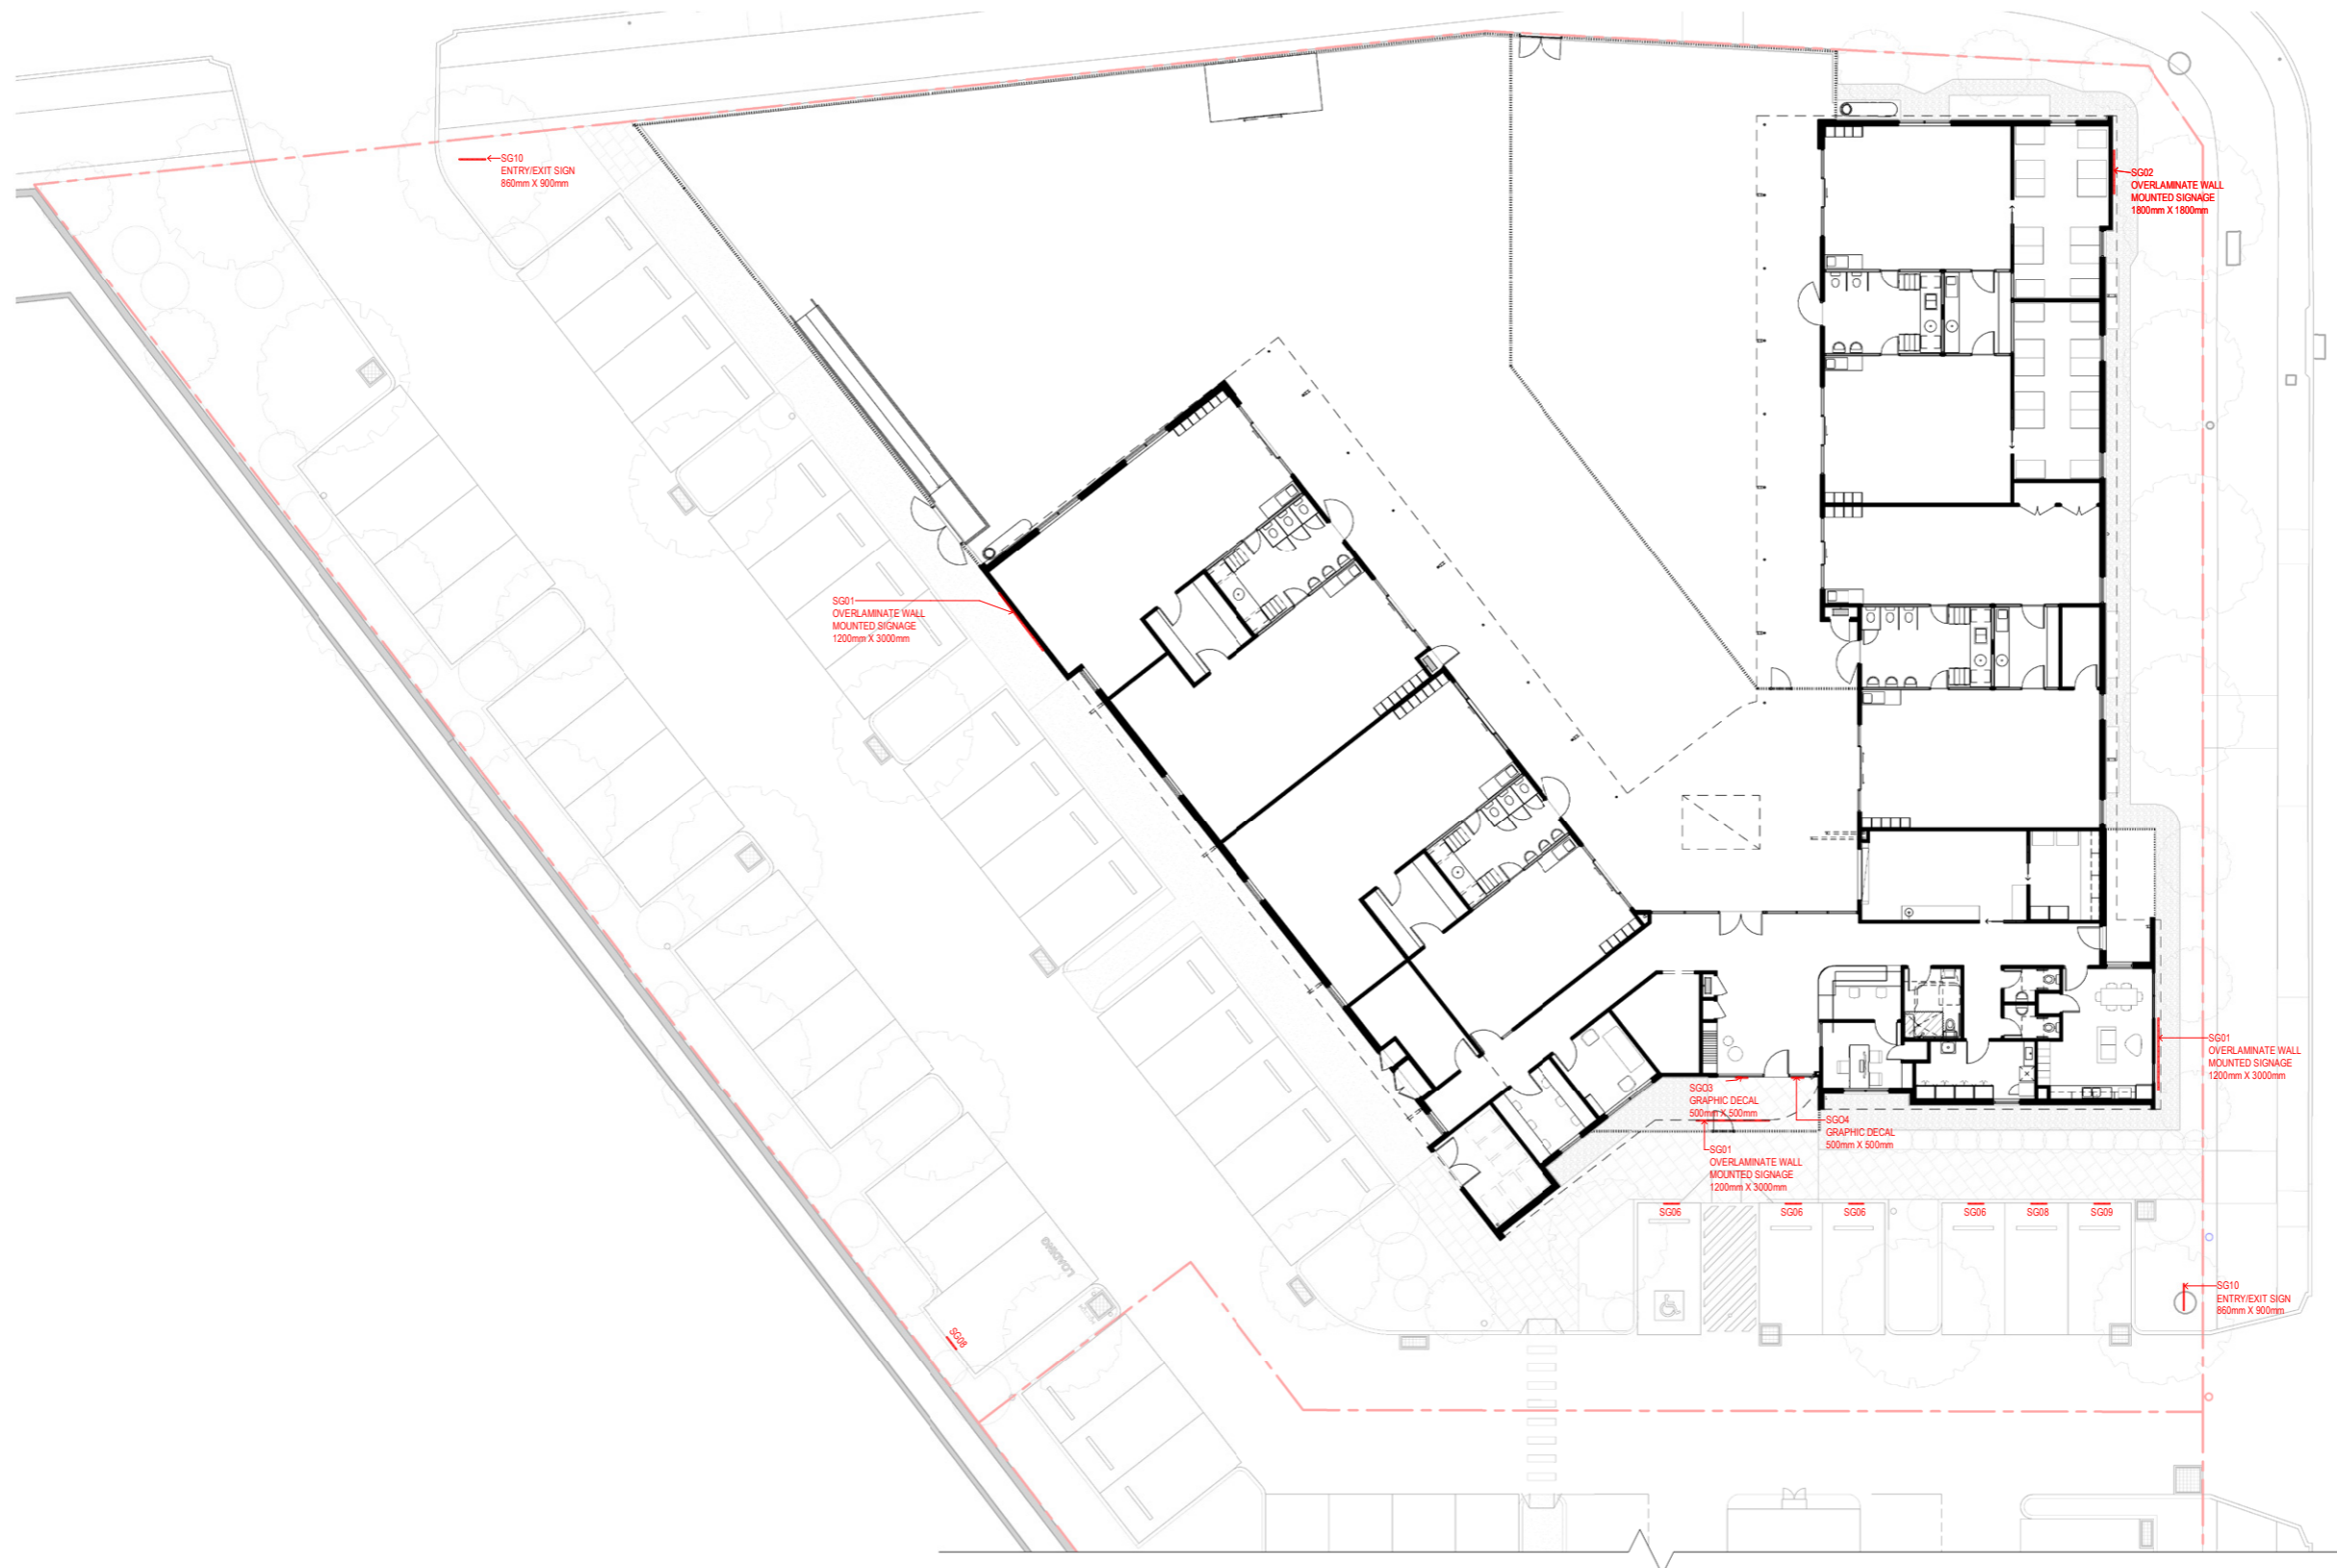 SG10
ENTRY/EXIT SIGN
860mm X 900mm
SG02
OVERLAMINATE WALL
MOUNTED SIGNAGE
1800mm X 1800mm
SG01
OVERLAMINATE WALL
MOUNTED SIGNAGE
1200mm X 3000mm
SG01
OVERLAMINATE WALL
MOUNTED SIGNAGE
1200mm X 3000mm
SGO3
GRAPHIC DECAL
500mm X 500mm
SGO4
GRAPHIC DECAL
500mm X 500mm
SG01
OVERLAMINATE WALL
MOUNTED SIGNAGE
1200mm X 3000mm
SG06
SG06
SG06
SG06
SG08
SG09
LOADING
SG10
ENTRY/EXIT SIGN
860mm X 900mm
SG08